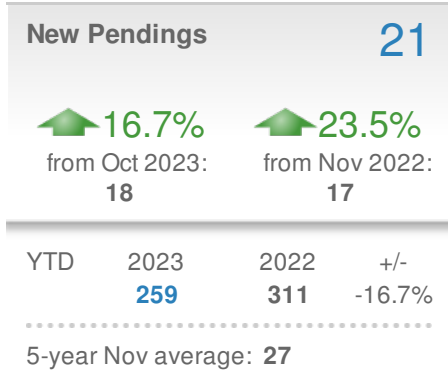 New Pendings 21
16.7% 23.5%
from Oct 2023: from Nov 2022:
18 17
YTD 2023 2022 +/-
259 311 -16.7%
5-year Nov average: 27